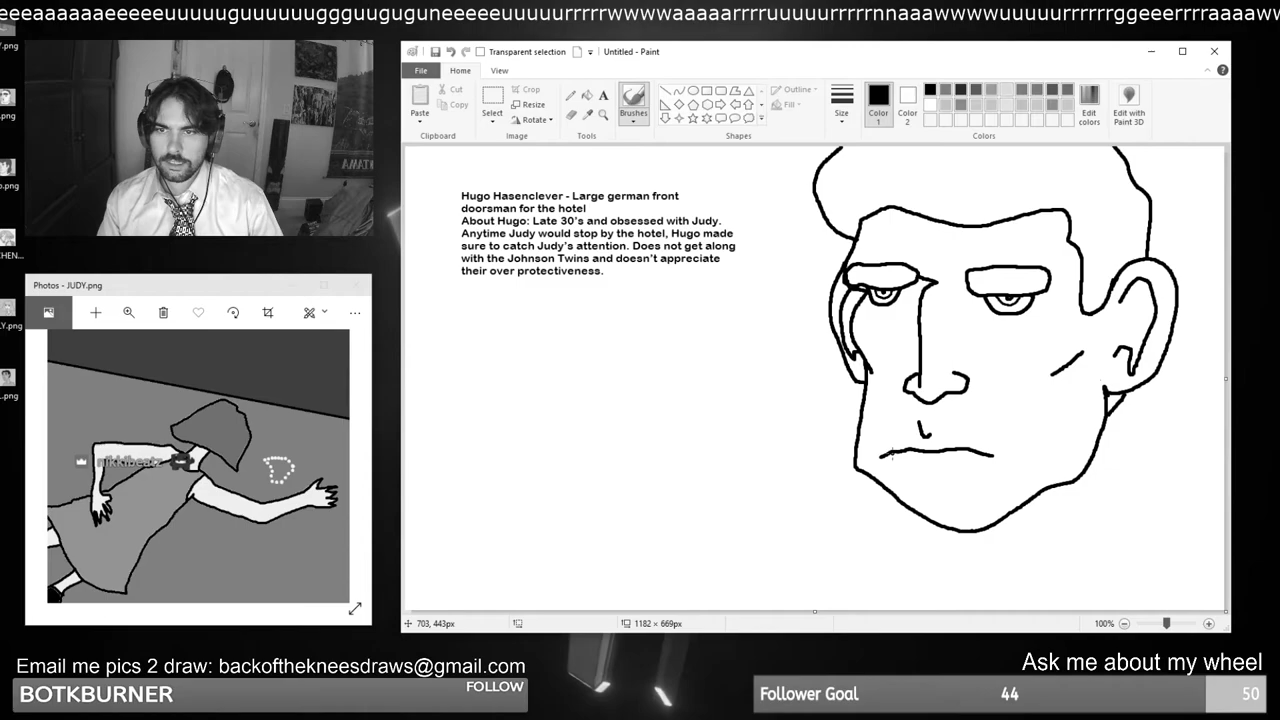 eeeaaaaaeeeeeeuuuuuguuuuuuggguuguguneeeeeuuuuurrrrrwwwwaaaaarrrruuuuurrrrrrnnaaawwwwuuuuurrrrrrggeeerrrraaaaww
Untitled - Paint
Transparent selection
File
Home
View
Paste
Cut
Copy
Clipboard
Select
Crop
Resize
Rotate
Image
Tools
Brushes
Shapes
Outline
Fill
Size
Color 1
Color 2
Edit colors
Colors
Edit with Paint 3D
Hugo Hasenclever - Large german front
doorsman for the hotel
About Hugo: Late 30's and obsessed with Judy.
Anytime Judy would stop by the hotel, Hugo made
sure to catch Judy's attention. Does not get along
with the Johnson Twins and doesn't appreciate
their over protectiveness.
Photos - JUDY.png
nikkibeatz
703, 443px
1182 × 669px
100%
Email me pics 2 draw: backofthekneesdraws@gmail.com
Ask me about my wheel
BOTKBURNER
FOLLOW
Follower Goal
44
50